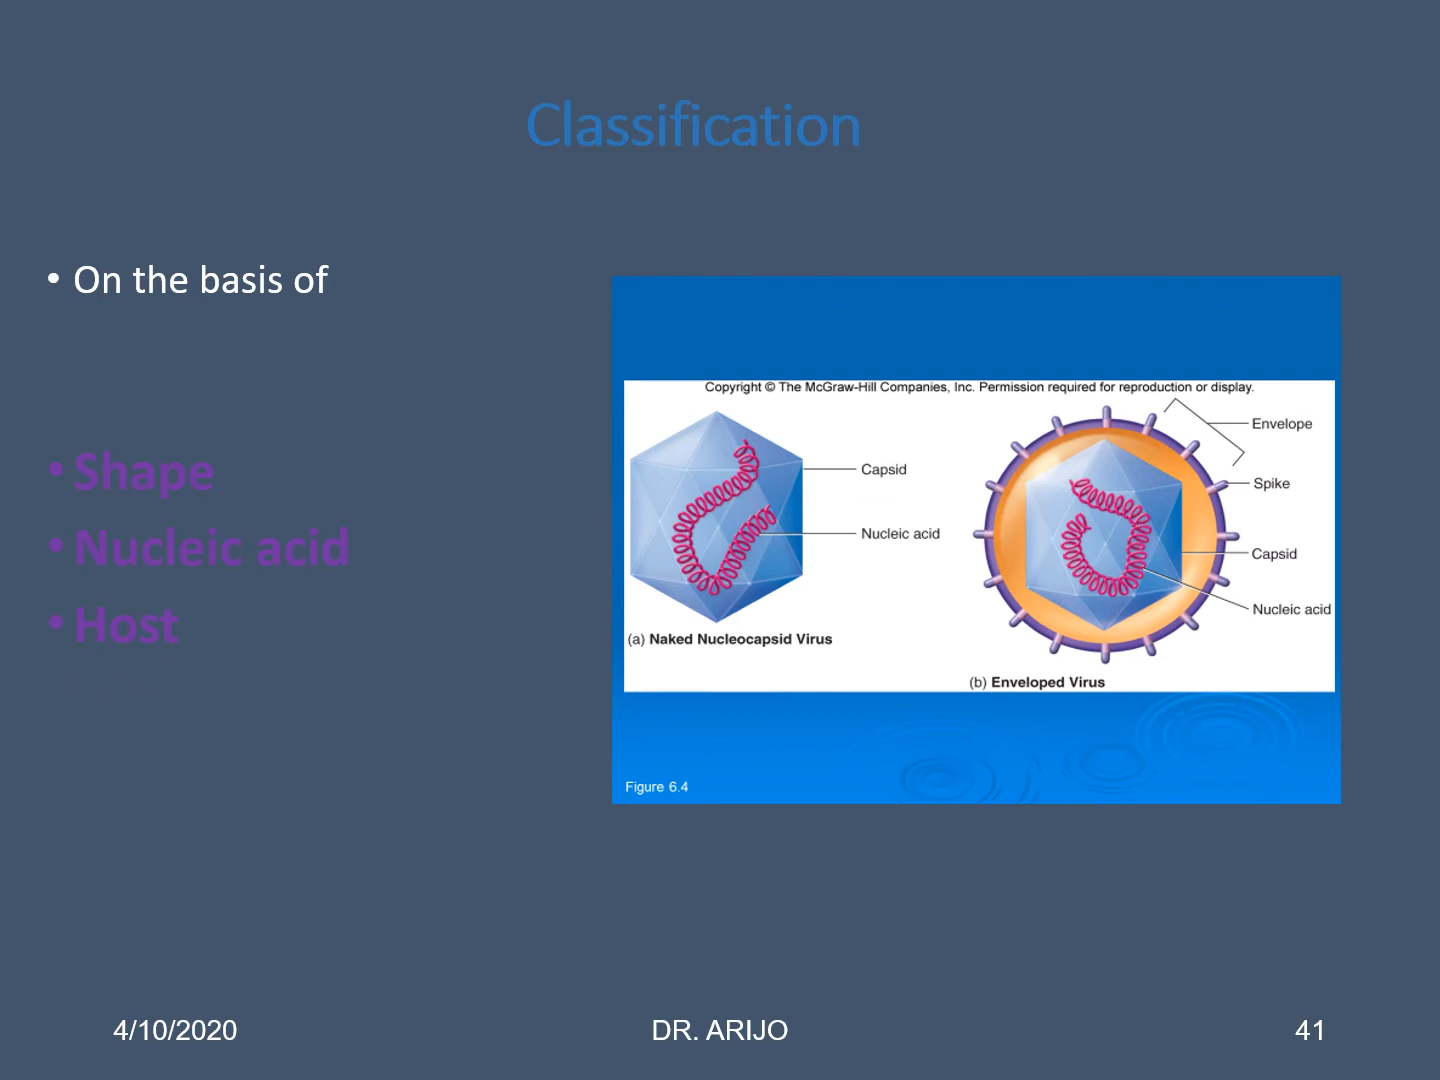 Classification
• On the basis of
• Shape
• Nucleic acid
• Host
Copyright © The McGraw-Hill Companies, Inc. Permission required for reproduction or display.
Capsid
Nucleic acid
(a) Naked Nucleocapsid Virus
Envelope
Spike
Capsid
Nucleic acid
(b) Enveloped Virus
Figure 6.4
4/10/2020
DR. ARIJO
41